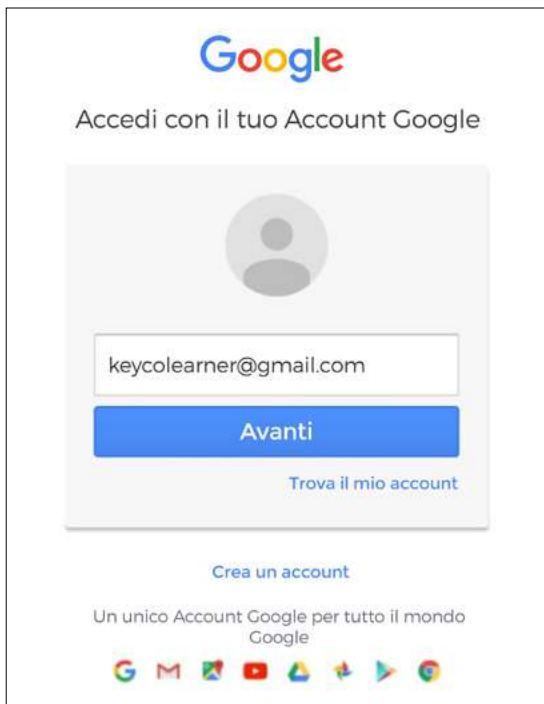 Google
Accedi con il tuo Account Google
keycolearner@gmail.com
Avanti
Trova il mio account
Crea un account
Un unico Account Google per tutto il mondo
Google